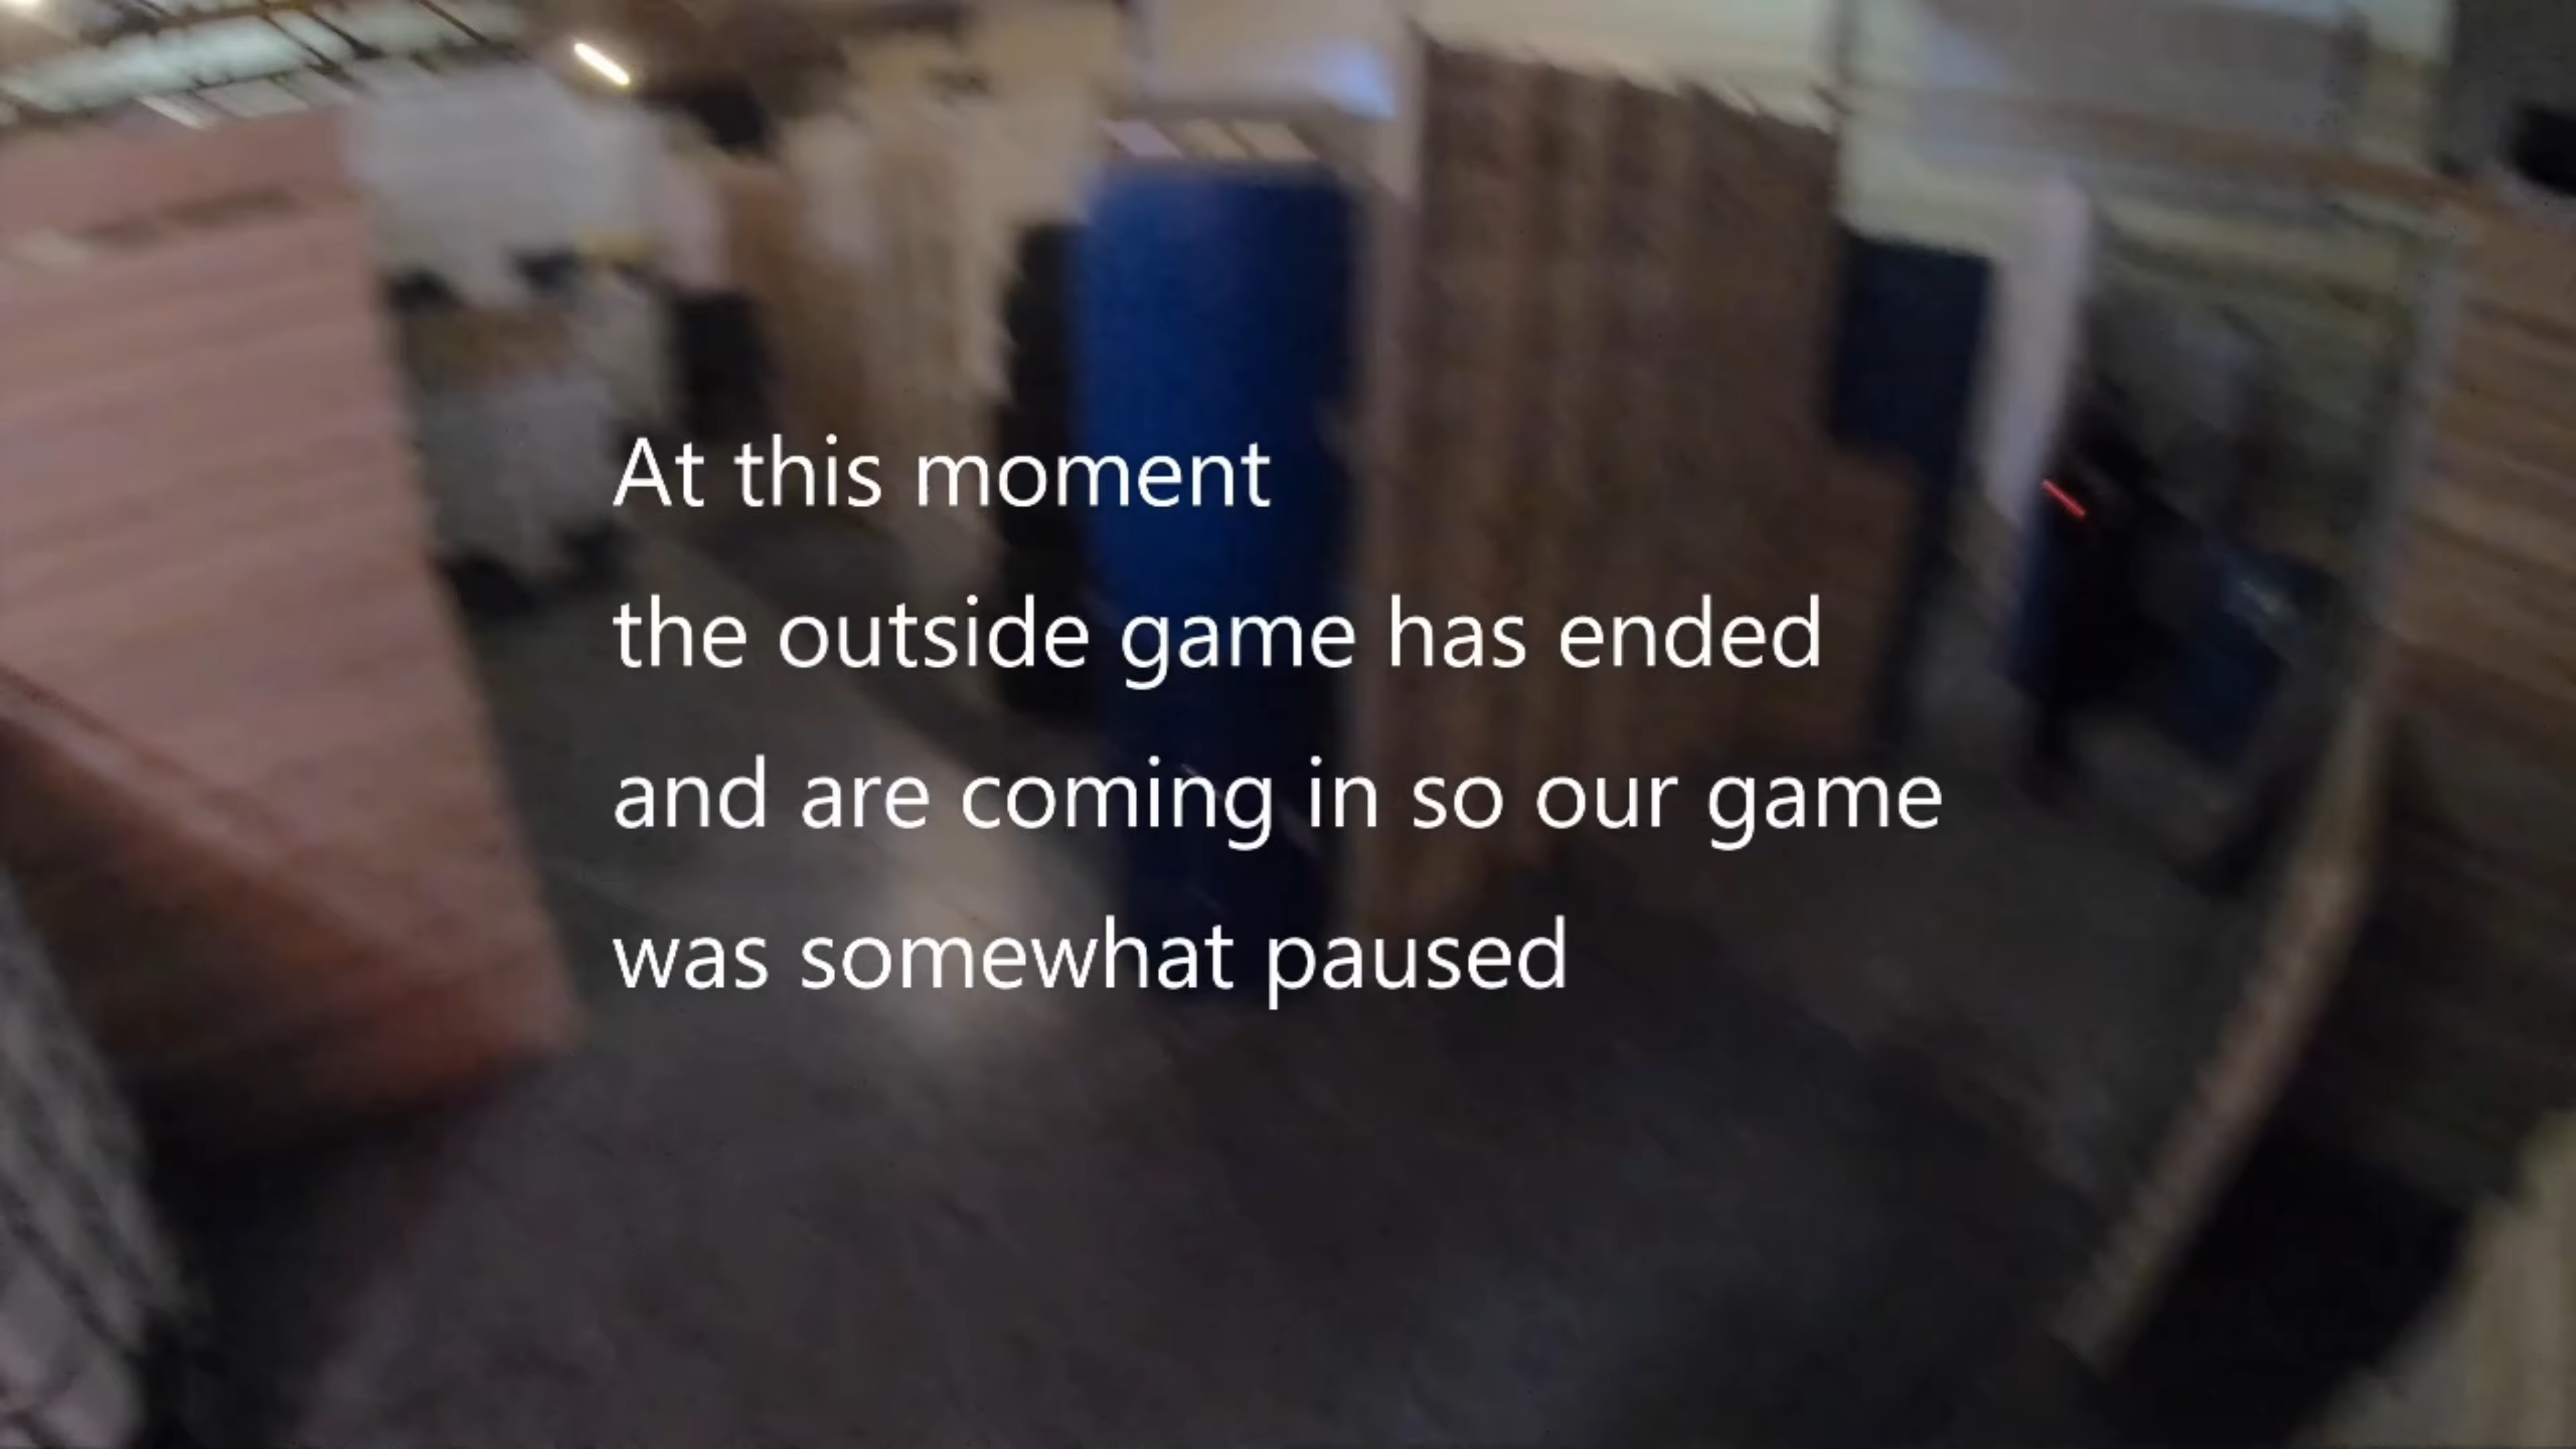 At this moment
the outside game has ended
and are coming in so our game
was somewhat paused